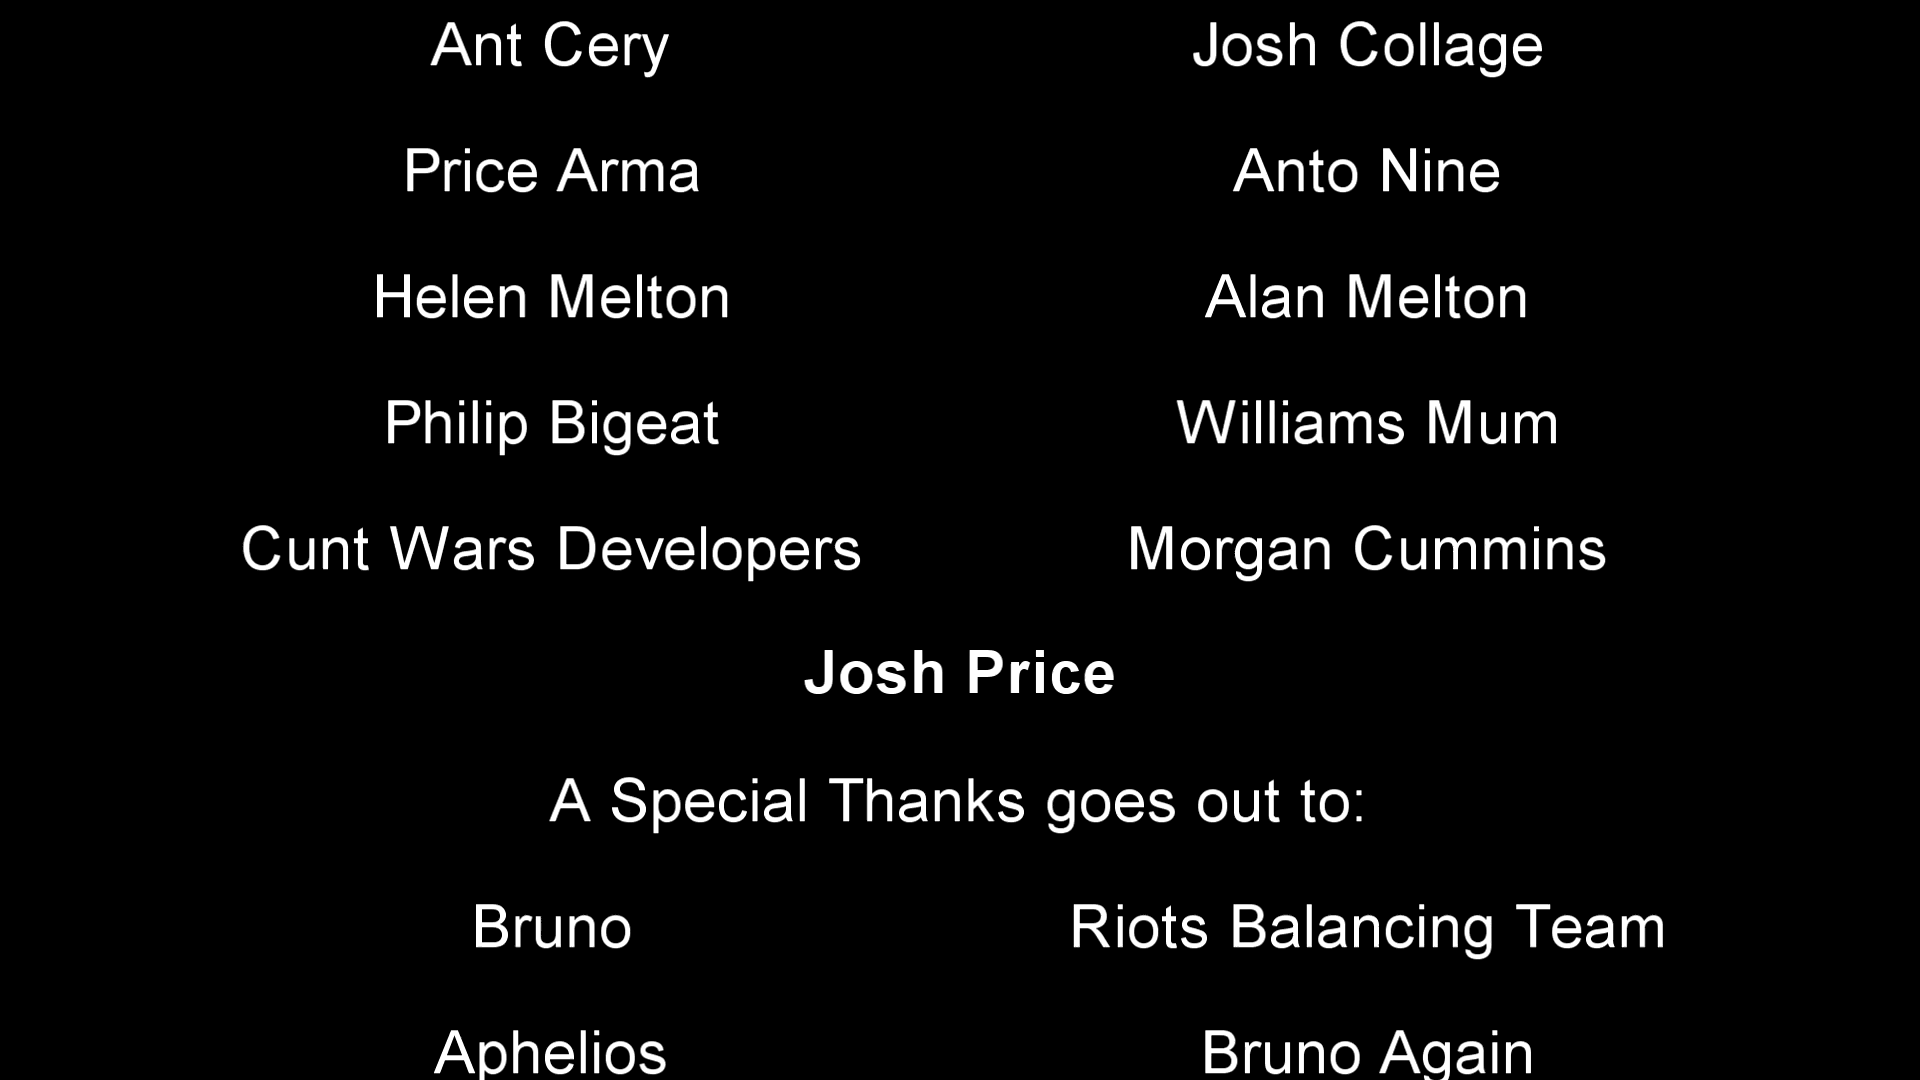 Ant Cery Josh Collage
Price Arma Anto Nine
Helen Melton Alan Melton
Philip Bigeat Williams Mum
Cunt Wars Developers Morgan Cummins
Josh Price
A Special Thanks goes out to:
Bruno Riots Balancing Team
Aphelios Bruno Again